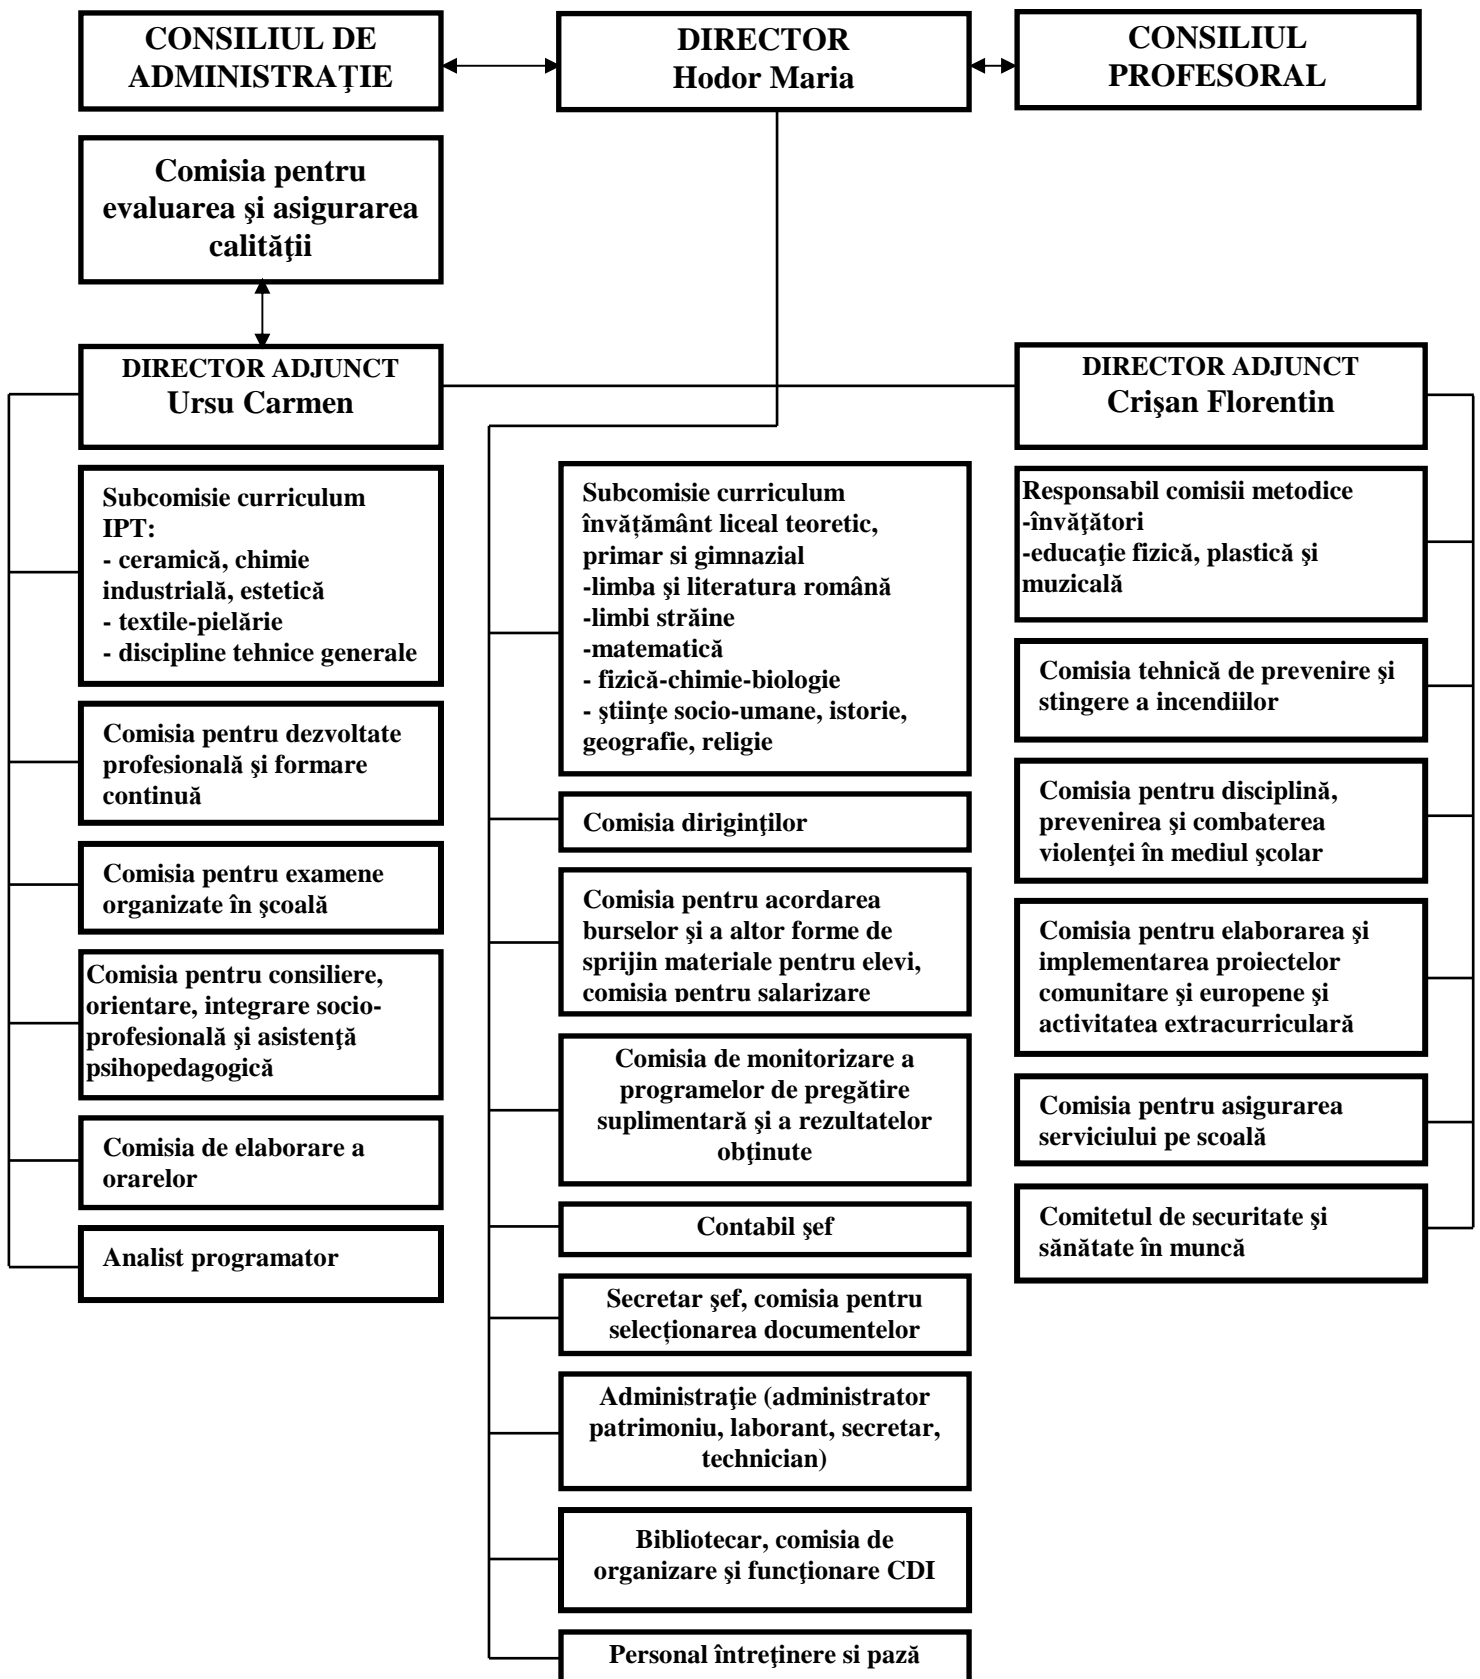 CONSILIUL DE
ADMINISTRAŢIE
DIRECTOR
Hodor Maria
CONSILIUL
PROFESORAL
Comisia pentru
evaluarea şi asigurarea
calităţii
DIRECTOR ADJUNCT
Ursu Carmen
DIRECTOR ADJUNCT
Crişan Florentin
Subcomisie curriculum
IPT:
- ceramică, chimie
industrială, estetică
- textile-pielărie
- discipline tehnice generale
Comisia pentru dezvoltate
profesională şi formare
continuă
Comisia pentru examene
organizate în şcoală
Comisia pentru consiliere,
orientare, integrare socio-
profesională şi asistenţă
psihopedagogică
Comisia de elaborare a
orarelor
Analist programator
Subcomisie curriculum
învățământ liceal teoretic,
primar si gimnazial
-limba şi literatura română
-limbi străine
-matematică
- fizică-chimie-biologie
- ştiinţe socio-umane, istorie,
geografie, religie
Comisia diriginţilor
Comisia pentru acordarea
burselor şi a altor forme de
sprijin materiale pentru elevi,
comisia pentru salarizare
Comisia de monitorizare a
programelor de pregătire
suplimentară şi a rezultatelor
obţinute
Contabil şef
Secretar şef, comisia pentru
selecționarea documentelor
Administraţie (administrator
patrimoniu, laborant, secretar,
technician)
Bibliotecar, comisia de
organizare şi funcţionare CDI
Personal întreţinere si pază
Responsabil comisii metodice
-învăţători
-educaţie fizică, plastică şi
muzicală
Comisia tehnică de prevenire şi
stingere a incendiilor
Comisia pentru disciplină,
prevenirea şi combaterea
violenţei în mediul şcolar
Comisia pentru elaborarea şi
implementarea proiectelor
comunitare şi europene şi
activitatea extracurriculară
Comisia pentru asigurarea
serviciului pe scoală
Comitetul de securitate şi
sănătate în muncă